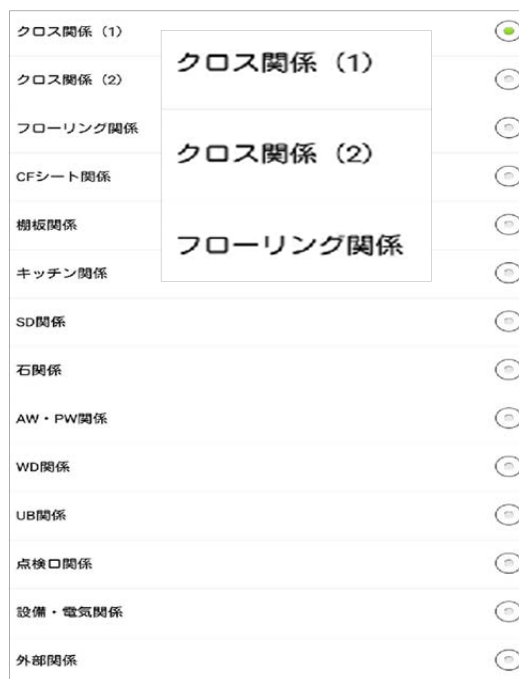 クロス関係（1）
クロス関係（2）
フローリング関係
CFシート関係
棚板関係
キッチン関係
SD関係
石関係
AW・PW関係
WD関係
UB関係
点検口関係
設備・電気関係
外部関係
クロス関係（1）
クロス関係（2）
フローリング関係